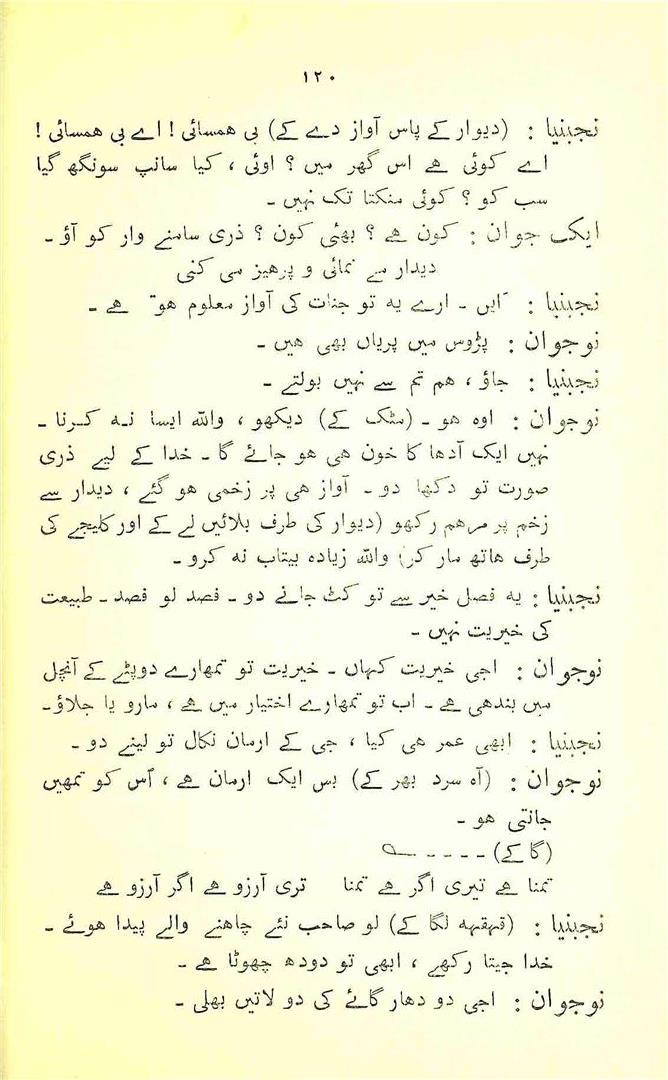 ۱۲۰
نجبنیا : (دیوار کے پاس آواز دے کے) بی ہمسائی ! اے بی ہمسائی !
اے کوئی ہے اس گھر میں ؟ اوئی ، کیا سانپ سونگھ گیا
سب کو ؟ کوئی منکتا تک نہیں -
ایک جوان : کون ہے ؟ بھئی کون ؟ ذری سامنے وار کو آؤ -
دیدار مے نمائی و پرہیز می کنی
نجبنیا : ایں - ارے یہ تو جنات کی آواز معلوم ہوتی ہے -
نوجوان : پڑوس میں پریاں بھی ہیں -
نجبنیا : جاؤ ، ہم تم سے نہیں بولتے -
نوجوان : اوہ ہو - (مٹک کے) دیکھو ، واللہ ایسا نہ کرنا -
نہیں ایک آدھا کا خون ہی ہو جائے گا - خدا کے لیے ذری
صورت تو دکھا دو - آواز ہی پر زخمی ہو گئے ، دیدار سے
زخم پر مرہم رکھو (دیوار کی طرف بلائیں لے کے اور کلیجے کی
طرف ہاتھ مار کر) واللہ زیادہ بیتاب نہ کرو -
نجبنیا : یہ فصل خیر سے تو کٹ جانے دو - فصد لو فصد - طبیعت
کی خیریت نہیں -
نوجوان : اجی خیریت کہاں - خیریت تو تمھارے دوپٹے کے آنچل
میں بندھی ہے - اب تو تمھارے اختیار میں ہے ، مارو یا جلاؤ -
نجبنیا : ابھی عمر ہی کیا ، جی کے ارمان نکال تو لینے دو -
نوجوان : (آہ سرد بھر کے) بس ایک ارمان ہے ، اُس کو تمھیں
جانتی ہو -
(گا کے) - - - - -
تمنا ہے تیری اگر ہے تمنا تری آرزو ہے اگر آرزو ہے
نجبنیا : (قہقہہ لگا کے) لو صاحب نئے چاہنے والے پیدا ہوئے -
خدا جیتا رکھے ، ابھی تو دودھ چھوٹا ہے -
نوجوان : اجی دو دھار گائے کی دو لاتیں بھلی -